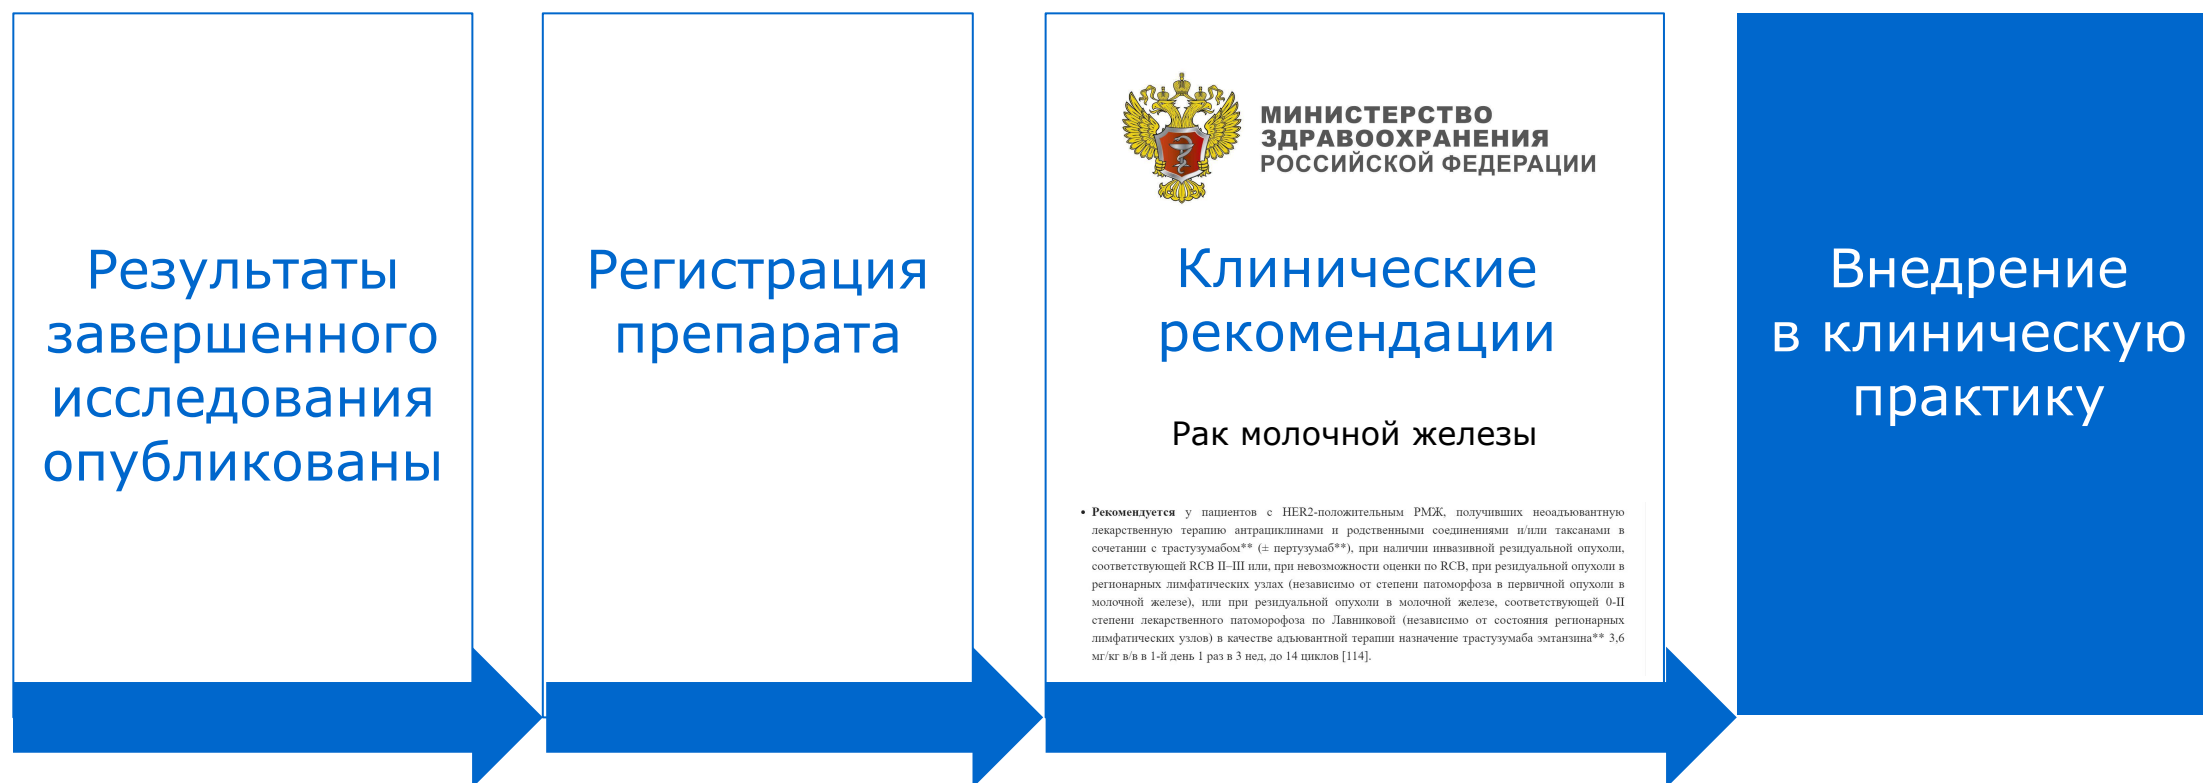 Результаты
завершенного
исследования
опубликованы
Регистрация
препарата
МИНИСТЕРСТВО
ЗДРАВООХРАНЕНИЯ
РОССИЙСКОЙ ФЕДЕРАЦИИ
Клинические
рекомендации
Рак молочной железы
• Рекомендуется у пациентов с HER2-положительным РМЖ, получивших неоадъювантную
лекарственную терапию антрациклинами и родственными соединениями и/или таксанами в
сочетании с трастузумабом** (± пертузумаб**), при наличии инвазивной резидуальной опухоли,
соответствующей RCB II–III или, при невозможности оценки по RCB, при резидуальной опухоли в
регионарных лимфатических узлах (независимо от степени патоморфоза в первичной опухоли в
молочной железе), или при резидуальной опухоли в молочной железе, соответствующей 0-II
степени лекарственного патоморофоза по Лавниковой (независимо от состояния регионарных
лимфатических узлов) в качестве адъювантной терапии назначение трастузумаба эмтанзина** 3,6
мг/кг в/в в 1-й день 1 раз в 3 нед, до 14 циклов [114].
Внедрение
в клиническую
практику